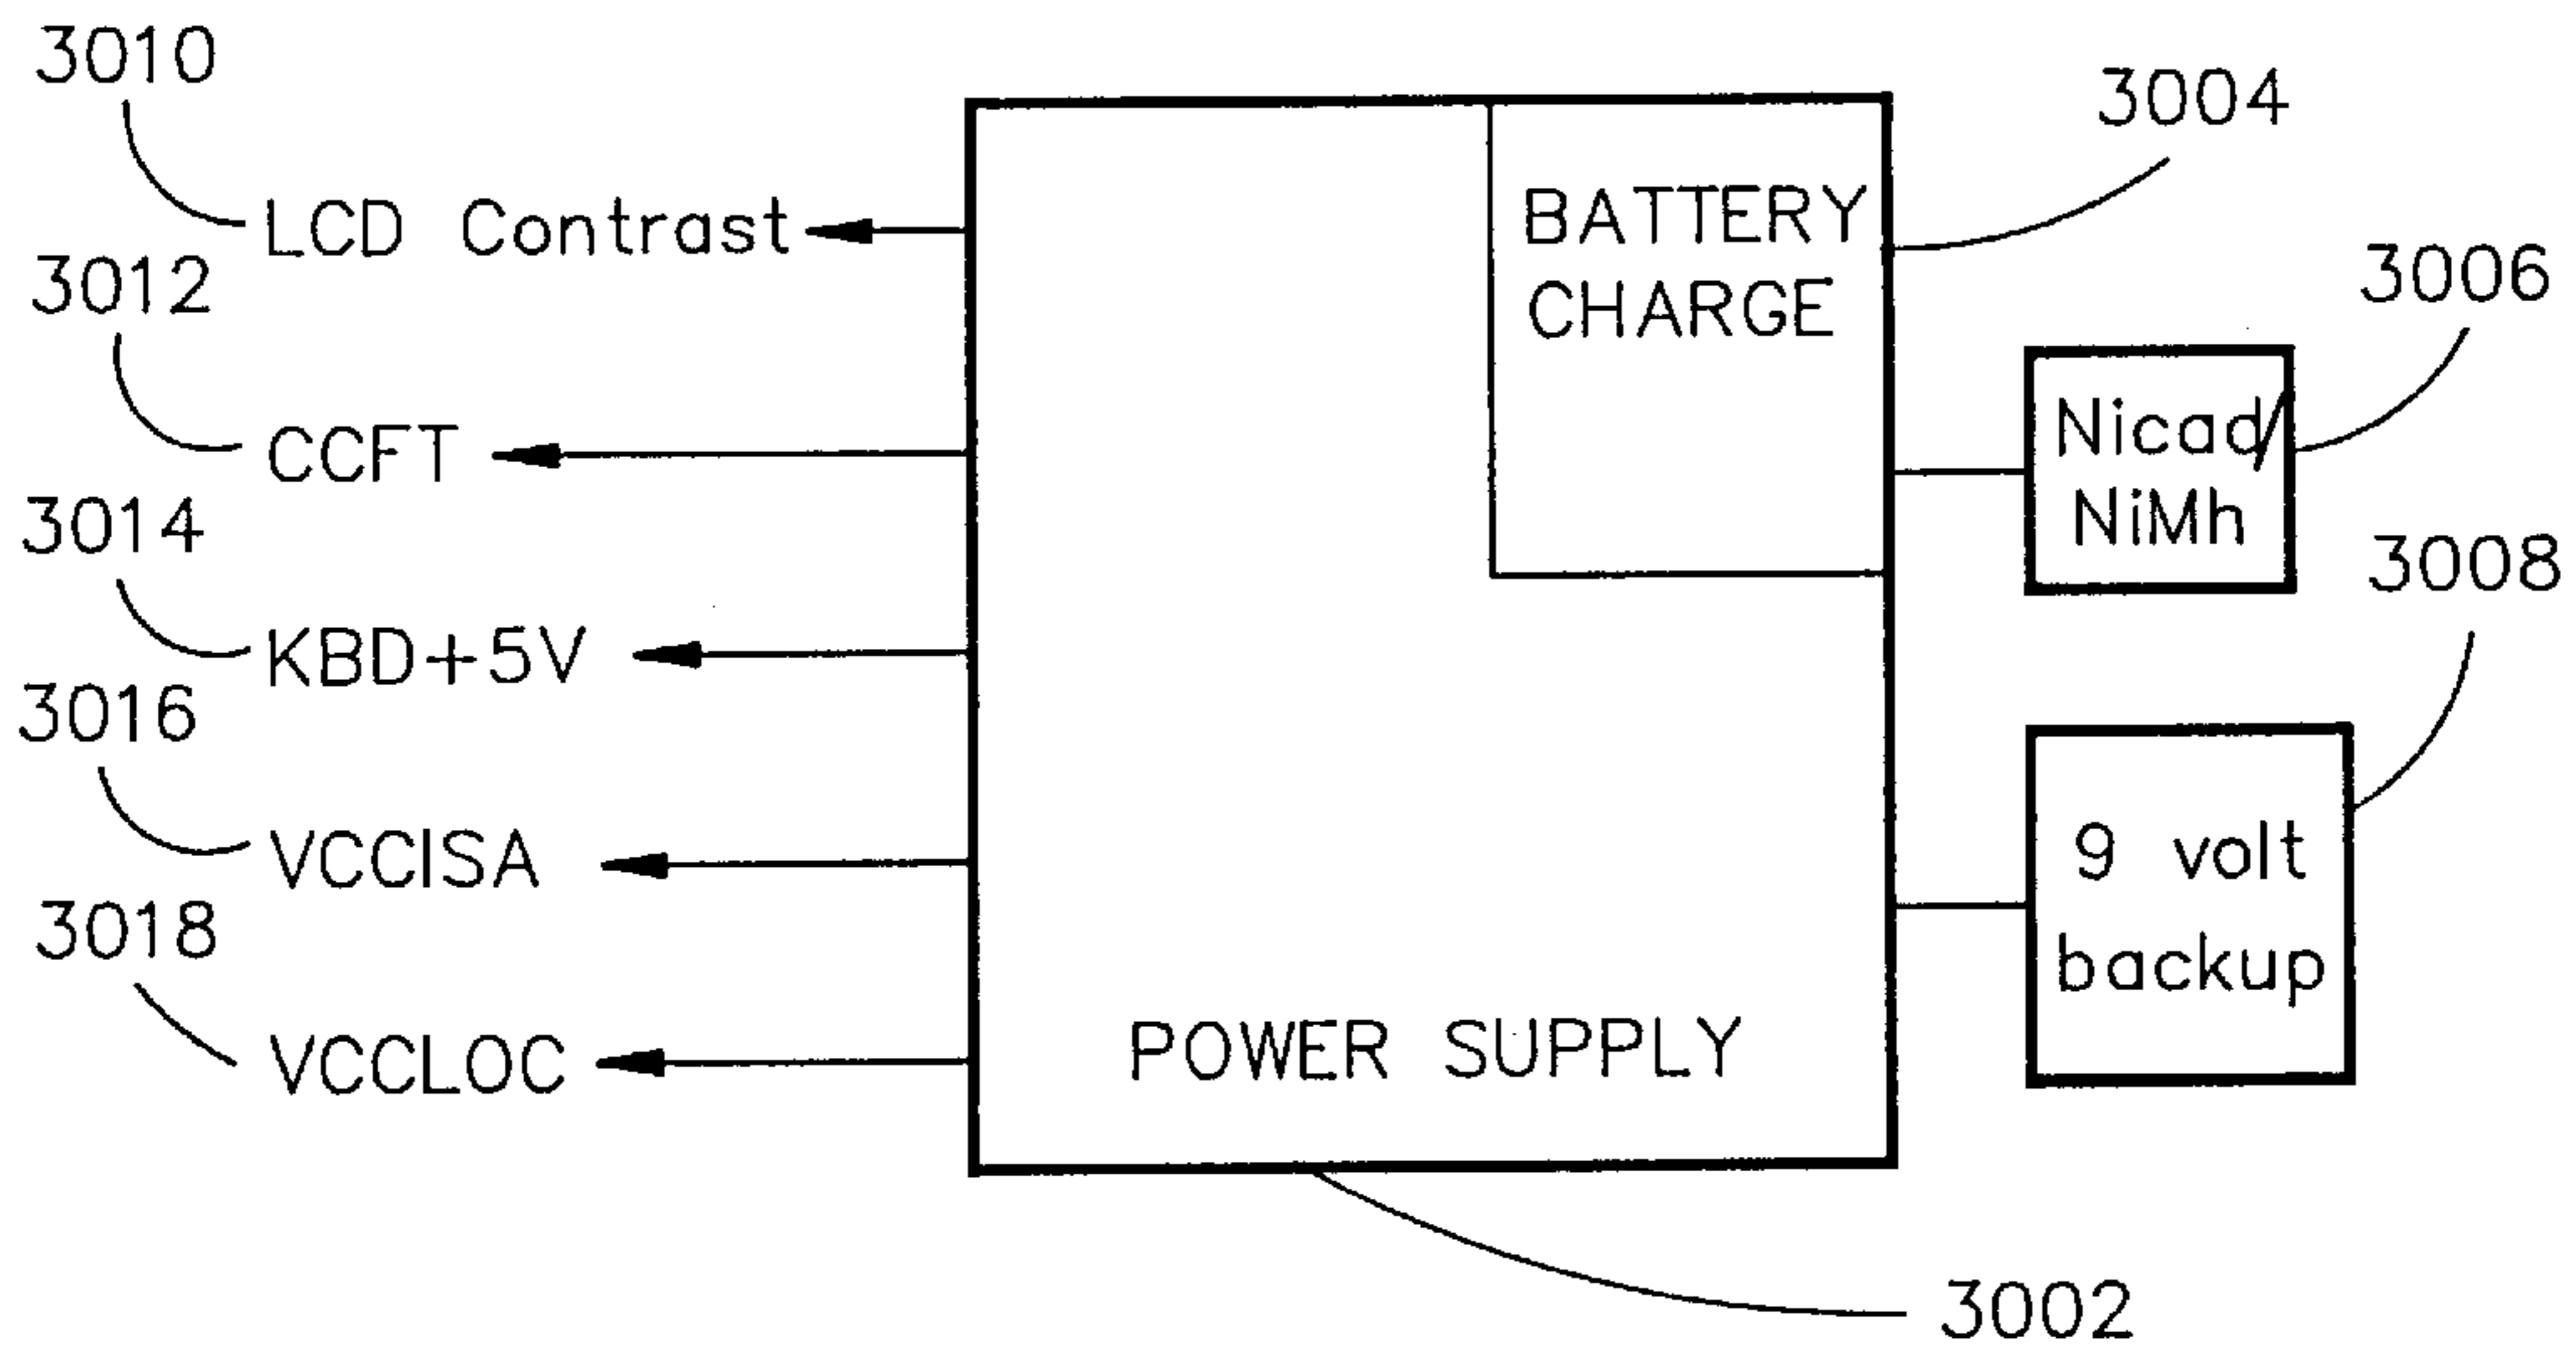 3010
LCD Contrast
3012
CCFT
3014
KBD+5V
3016
VCCISA
3018
VCCLOC
BATTERY
CHARGE
POWER SUPPLY
3004
3006
Nicad/
NiMh
3008
9 volt
backup
3002